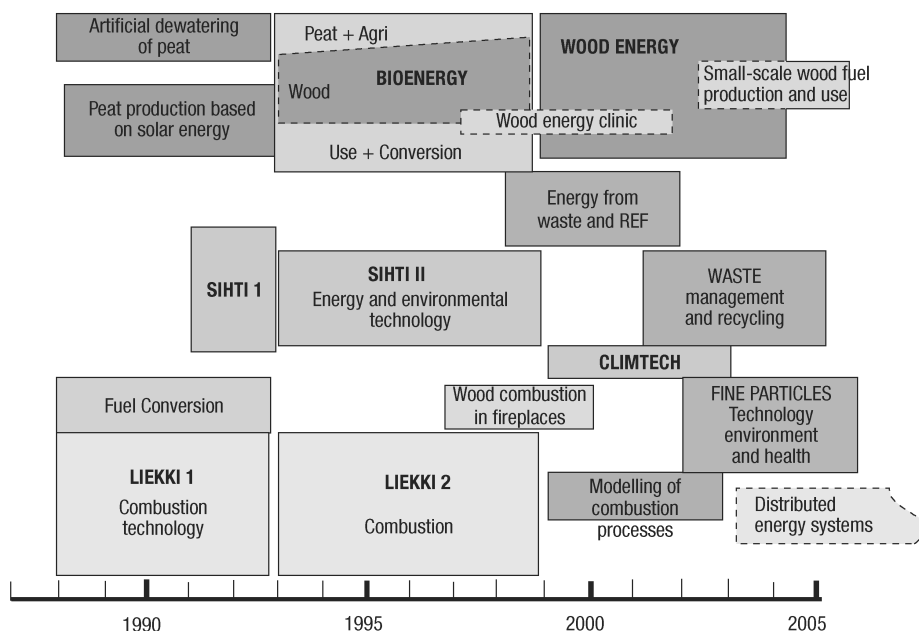 Artificial dewatering
of peat
Peat + Agri
WOOD ENERGY
BIOENERGY
Wood
Small-scale wood fuel
production and use
Peat production based
on solar energy
Wood energy clinic
Use + Conversion
Energy from
waste and REF
SIHTI 1
SIHTI II
Energy and environmental
technology
WASTE
management
and recycling
CLIMTECH
Fuel Conversion
Wood combustion
in fireplaces
FINE PARTICLES
Technology
environment
and health
LIEKKI 1
Combustion
technology
LIEKKI 2
Combustion
Modelling of
combustion
processes
Distributed
energy systems
1990
1995
2000
2005